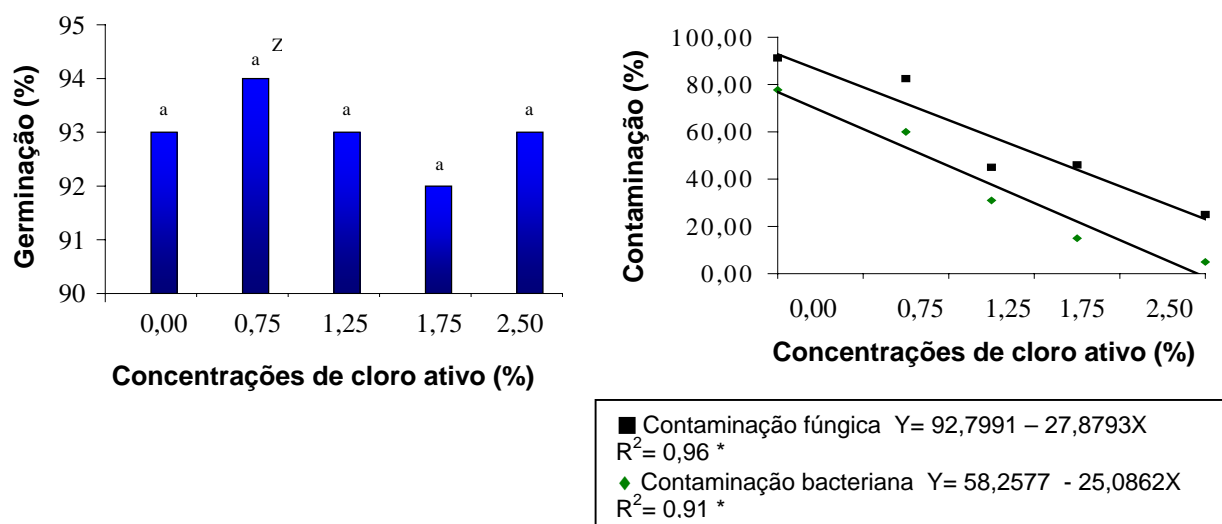 Germinação (%)
95
94
93
92
91
90
a
a Z
a
a
a
0,00 0,75 1,25 1,75 2,50
Concentrações de cloro ativo (%)
Contaminação (%)
100,00
80,00
60,00
40,00
20,00
0,00
0,00 0,75 1,25 1,75 2,50
Concentrações de cloro ativo (%)
■ Contaminação fúngica Y= 92,7991 – 27,8793X
R²= 0,96 *
♦ Contaminação bacteriana Y= 58,2577 - 25,0862X
R²= 0,91 *